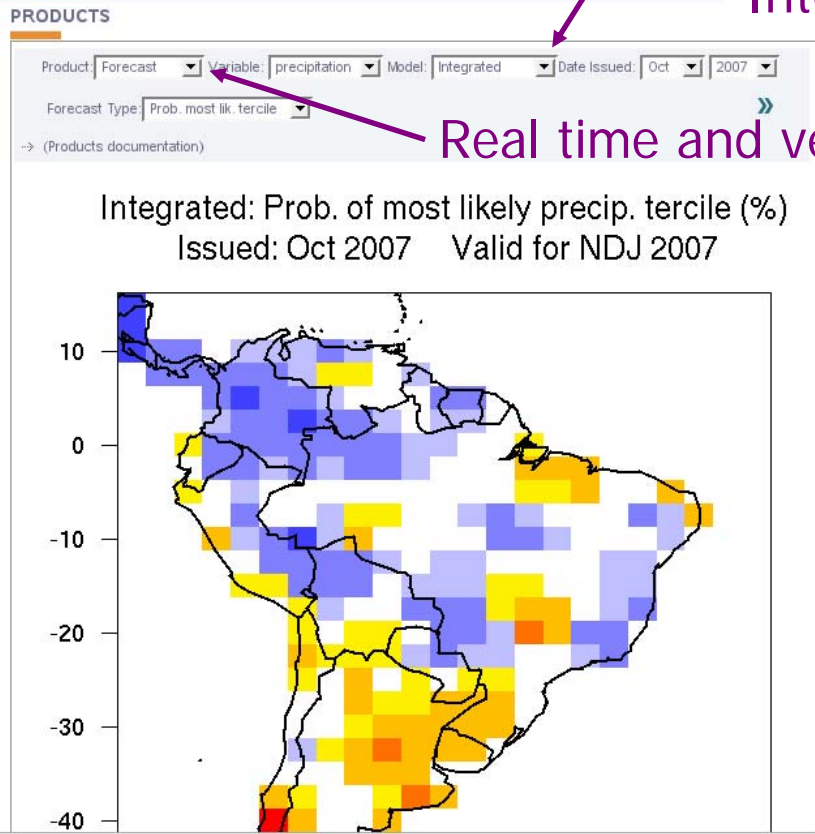 PRODUCTS
Product: Forecast Variable: precipitation Model: Integrated Date Issued: Oct 2007
Forecast Type: Prob. most lik. tercile »
··> (Products documentation)
Real time and ve
Integrated: Prob. of most likely precip. tercile (%)
Issued: Oct 2007 Valid for NDJ 2007
10
0
-10
-20
-30
-40